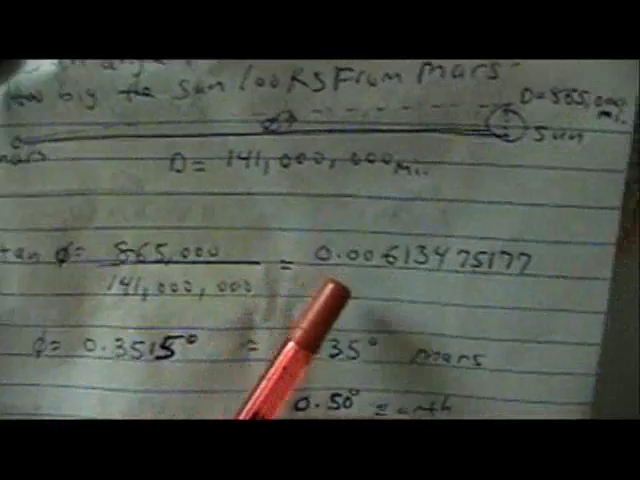 How big the Sun looks From Mars
D=865,000 mi.
Sun
mars
D= 141,000,000 mi.
tan φ= 865,000 / 141,000,000 = 0.00613475177
φ= 0.3515° = 35° mars
0.50° = earth